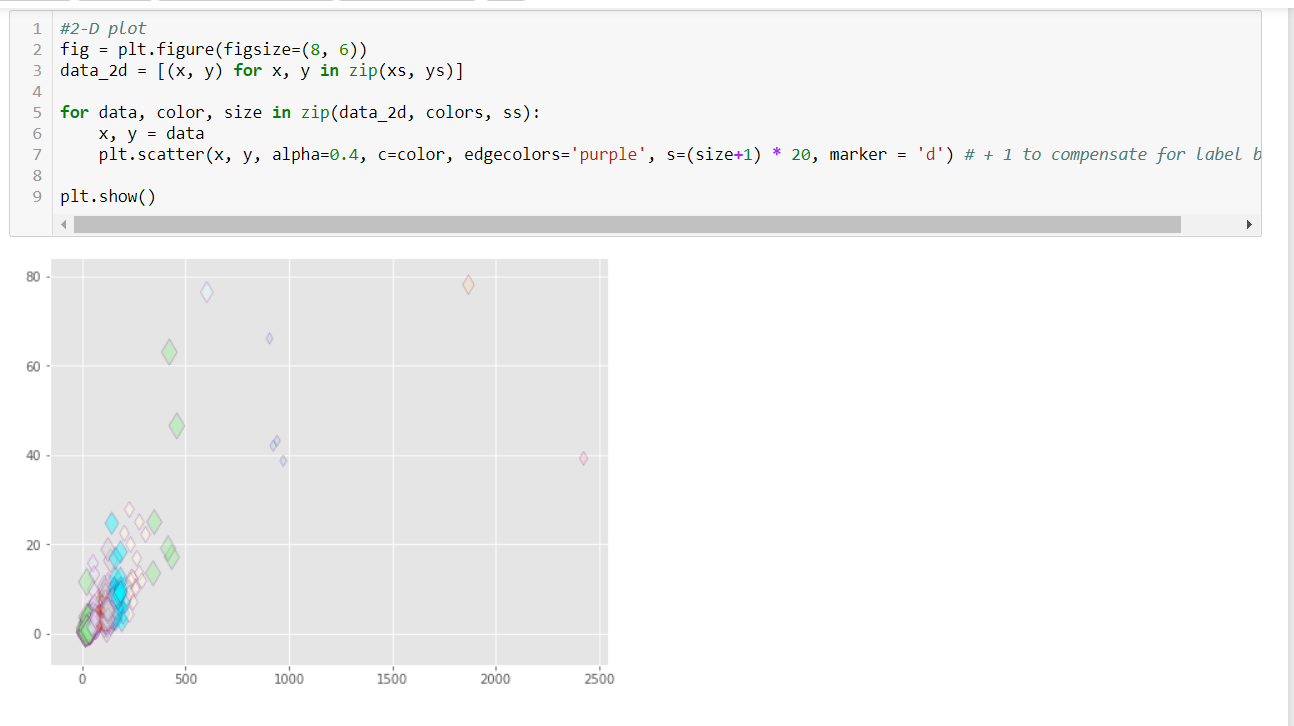 1 #2-D plot
2 fig = plt.figure(figsize=(8, 6))
3 data_2d = [(x, y) for x, y in zip(xs, ys)]
4
5 for data, color, size in zip(data_2d, colors, ss):
6     x, y = data
7     plt.scatter(x, y, alpha=0.4, c=color, edgecolors='purple', s=(size+1) * 20, marker = 'd') # + 1 to compensate for label
8
9 plt.show()
80
60
40
20
0
0 500 1000 1500 2000 2500